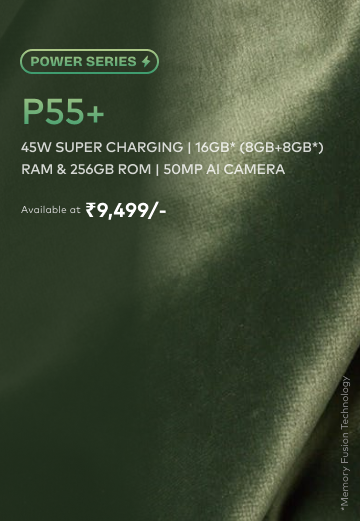 POWER SERIES
P55+
45W SUPER CHARGING | 16GB* (8GB+8GB*)
RAM & 256GB ROM | 50MP AI CAMERA
Available at ₹9,499/-
*Memory Fusion Technology